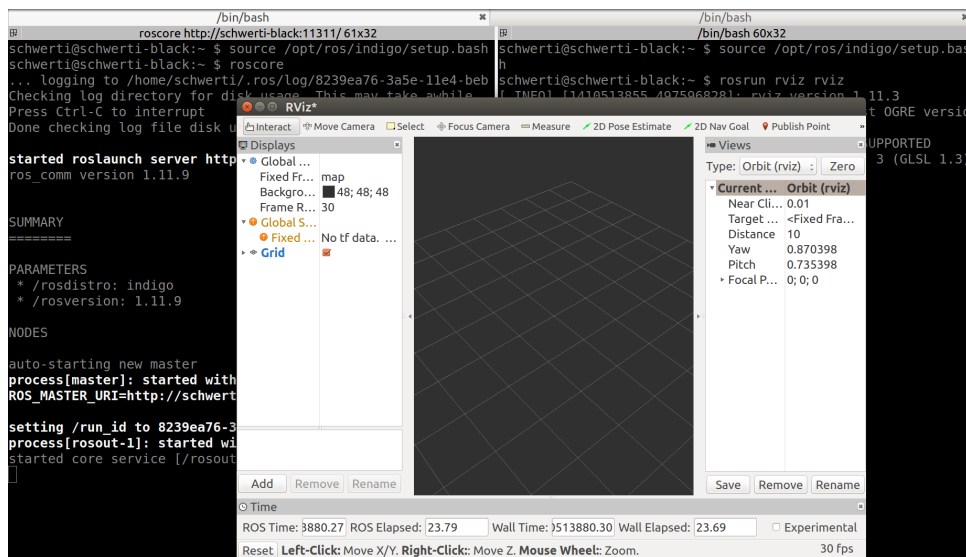 /bin/bash
/bin/bash
roscore http://schwerti-black:11311/ 61x32
/bin/bash 60x32
schwerti@schwerti-black:~ $ source /opt/ros/indigo/setup.bash
schwerti@schwerti-black:~ $ roscore
... logging to /home/schwerti/.ros/log/8239ea76-3a5e-11e4-beb
Checking log directory for disk usage. This may take awhile.
Press Ctrl-C to interrupt
Done checking log file disk u
started roslaunch server http
ros_comm version 1.11.9
SUMMARY
========
PARAMETERS
* /rosdistro: indigo
* /rosversion: 1.11.9
NODES
auto-starting new master
process[master]: started with
ROS_MASTER_URI=http://schwert
setting /run_id to 8239ea76-3
process[rosout-1]: started wi
started core service [/rosout
schwerti@schwerti-black:~ $ source /opt/ros/indigo/setup.bas
h
schwerti@schwerti-black:~ $ rosrun rviz rviz
[ INFO] [1410513855.497596828]: rviz version 1.11.3
t OGRE versio
UPPORTED
3 (GLSL 1.3)
RViz*
Interact Move Camera Select Focus Camera Measure 2D Pose Estimate 2D Nav Goal Publish Point »
Displays
Global ...
Fixed Fr... map
Backgro... 48; 48; 48
Frame R... 30
Global S...
Fixed ... No tf data. ...
Grid
Add Remove Rename
Views
Type: Orbit (rviz) Zero
Current ... Orbit (rviz)
Near Cli... 0.01
Target ... <Fixed Fra...
Distance 10
Yaw 0.870398
Pitch 0.735398
Focal P... 0; 0; 0
Save Remove Rename
Time
ROS Time: 3880.27 ROS Elapsed: 23.79 Wall Time: 0513880.30 Wall Elapsed: 23.69 Experimental
Reset Left-Click: Move X/Y. Right-Click:: Move Z. Mouse Wheel:: Zoom. 30 fps